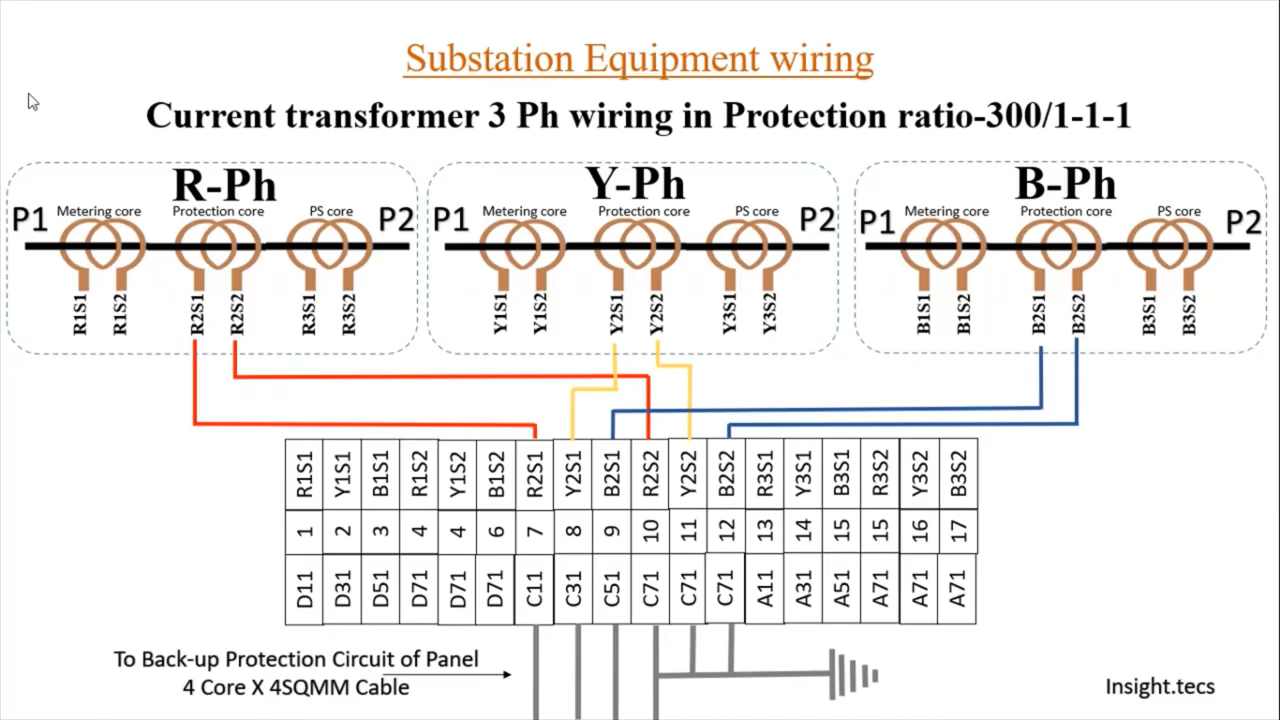 Substation Equipment wiring
Current transformer 3 Ph wiring in Protection ratio-300/1-1-1
R-Ph
P1 Metering core Protection core PS core P2
R1S1 R1S2 R2S1 R2S2 R3S1 R3S2
Y-Ph
P1 Metering core Protection core PS core P2
Y1S1 Y1S2 Y2S1 Y2S2 Y3S1 Y3S2
B-Ph
P1 Metering core Protection core PS core P2
B1S1 B1S2 B2S1 B2S2 B3S1 B3S2
R1S1 Y1S1 B1S1 R1S2 Y1S2 B1S2 R2S1 Y2S1 B2S1 R2S2 Y2S2 B2S2 R3S1 Y3S1 B3S1 R3S2 Y3S2 B3S2
1 2 3 4 4 6 7 8 9 10 11 12 13 14 15 15 16 17
D11 D31 D51 D71 D71 D71 C11 C31 C51 C71 C71 C71 A11 A31 A51 A71 A71 A71
To Back-up Protection Circuit of Panel
4 Core X 4SQMM Cable
Insight.tecs